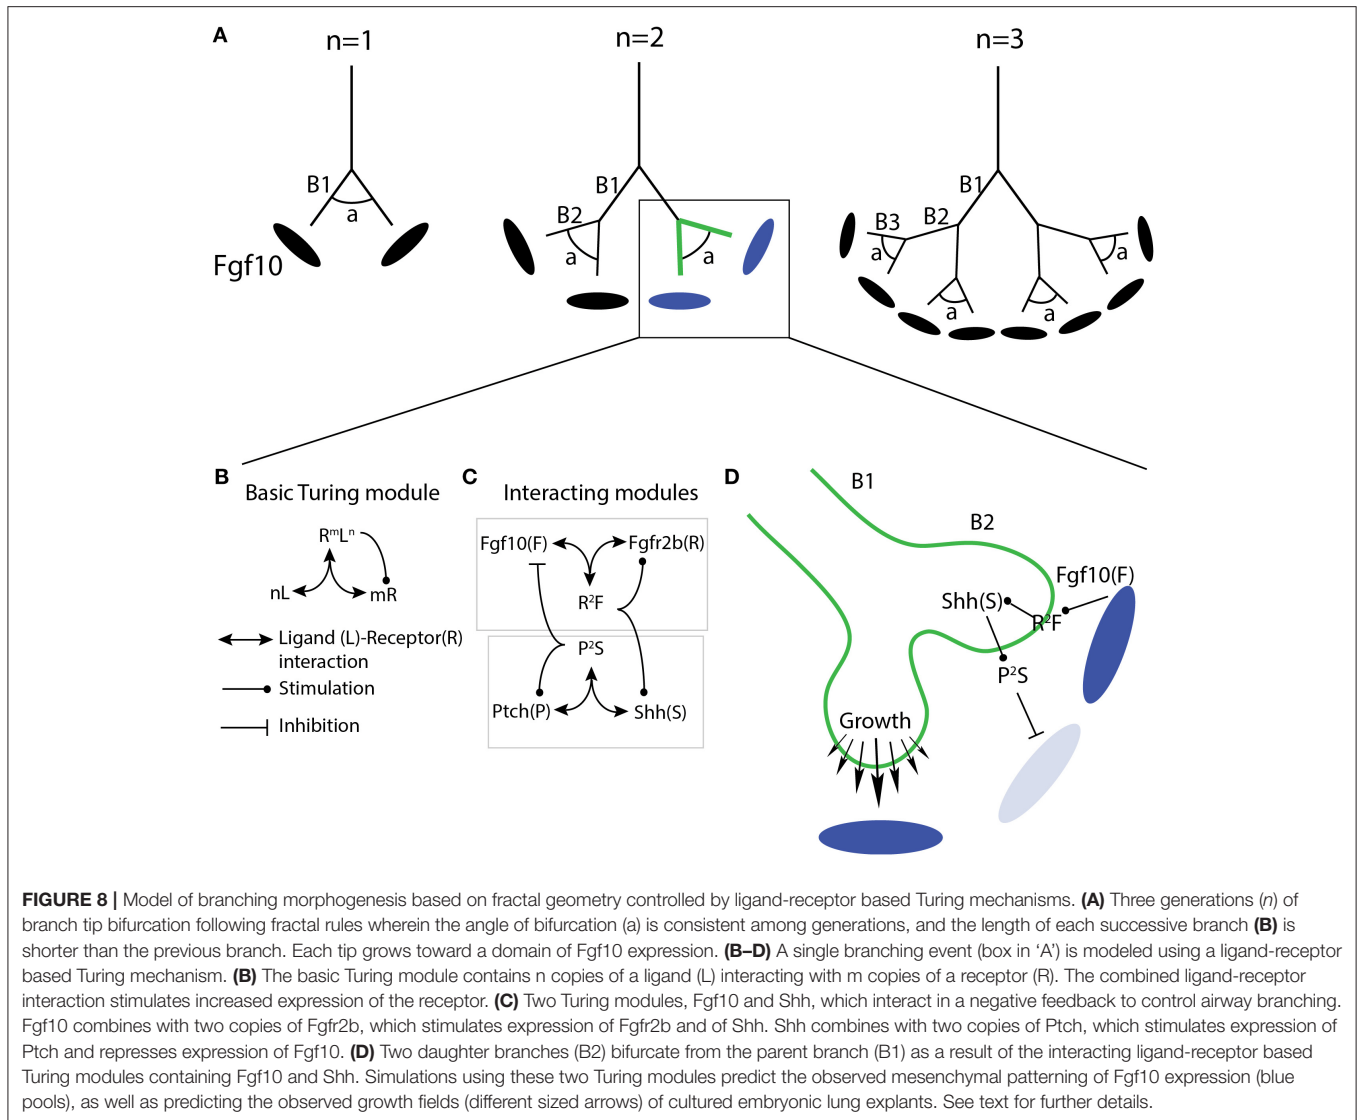 A
n=1
n=2
n=3
B1
a
Fgf10
B1
B2
a
a
B1
B2
B3
a
a
a
a
B
Basic Turing module
RᵐLⁿ
nL
mR
Ligand (L)-Receptor(R)
interaction
Stimulation
Inhibition
C
Interacting modules
Fgf10(F)
Fgfr2b(R)
R²F
P²S
Ptch(P)
Shh(S)
D
B1
B2
Fgf10(F)
Shh(S)
R²F
P²S
Growth
FIGURE 8 | Model of branching morphogenesis based on fractal geometry controlled by ligand-receptor based Turing mechanisms. (A) Three generations (n) of
branch tip bifurcation following fractal rules wherein the angle of bifurcation (a) is consistent among generations, and the length of each successive branch (B) is
shorter than the previous branch. Each tip grows toward a domain of Fgf10 expression. (B–D) A single branching event (box in ‘A’) is modeled using a ligand-receptor
based Turing mechanism. (B) The basic Turing module contains n copies of a ligand (L) interacting with m copies of a receptor (R). The combined ligand-receptor
interaction stimulates increased expression of the receptor. (C) Two Turing modules, Fgf10 and Shh, which interact in a negative feedback to control airway branching.
Fgf10 combines with two copies of Fgfr2b, which stimulates expression of Fgfr2b and of Shh. Shh combines with two copies of Ptch, which stimulates expression of
Ptch and represses expression of Fgf10. (D) Two daughter branches (B2) bifurcate from the parent branch (B1) as a result of the interacting ligand-receptor based
Turing modules containing Fgf10 and Shh. Simulations using these two Turing modules predict the observed mesenchymal patterning of Fgf10 expression (blue
pools), as well as predicting the observed growth fields (different sized arrows) of cultured embryonic lung explants. See text for further details.